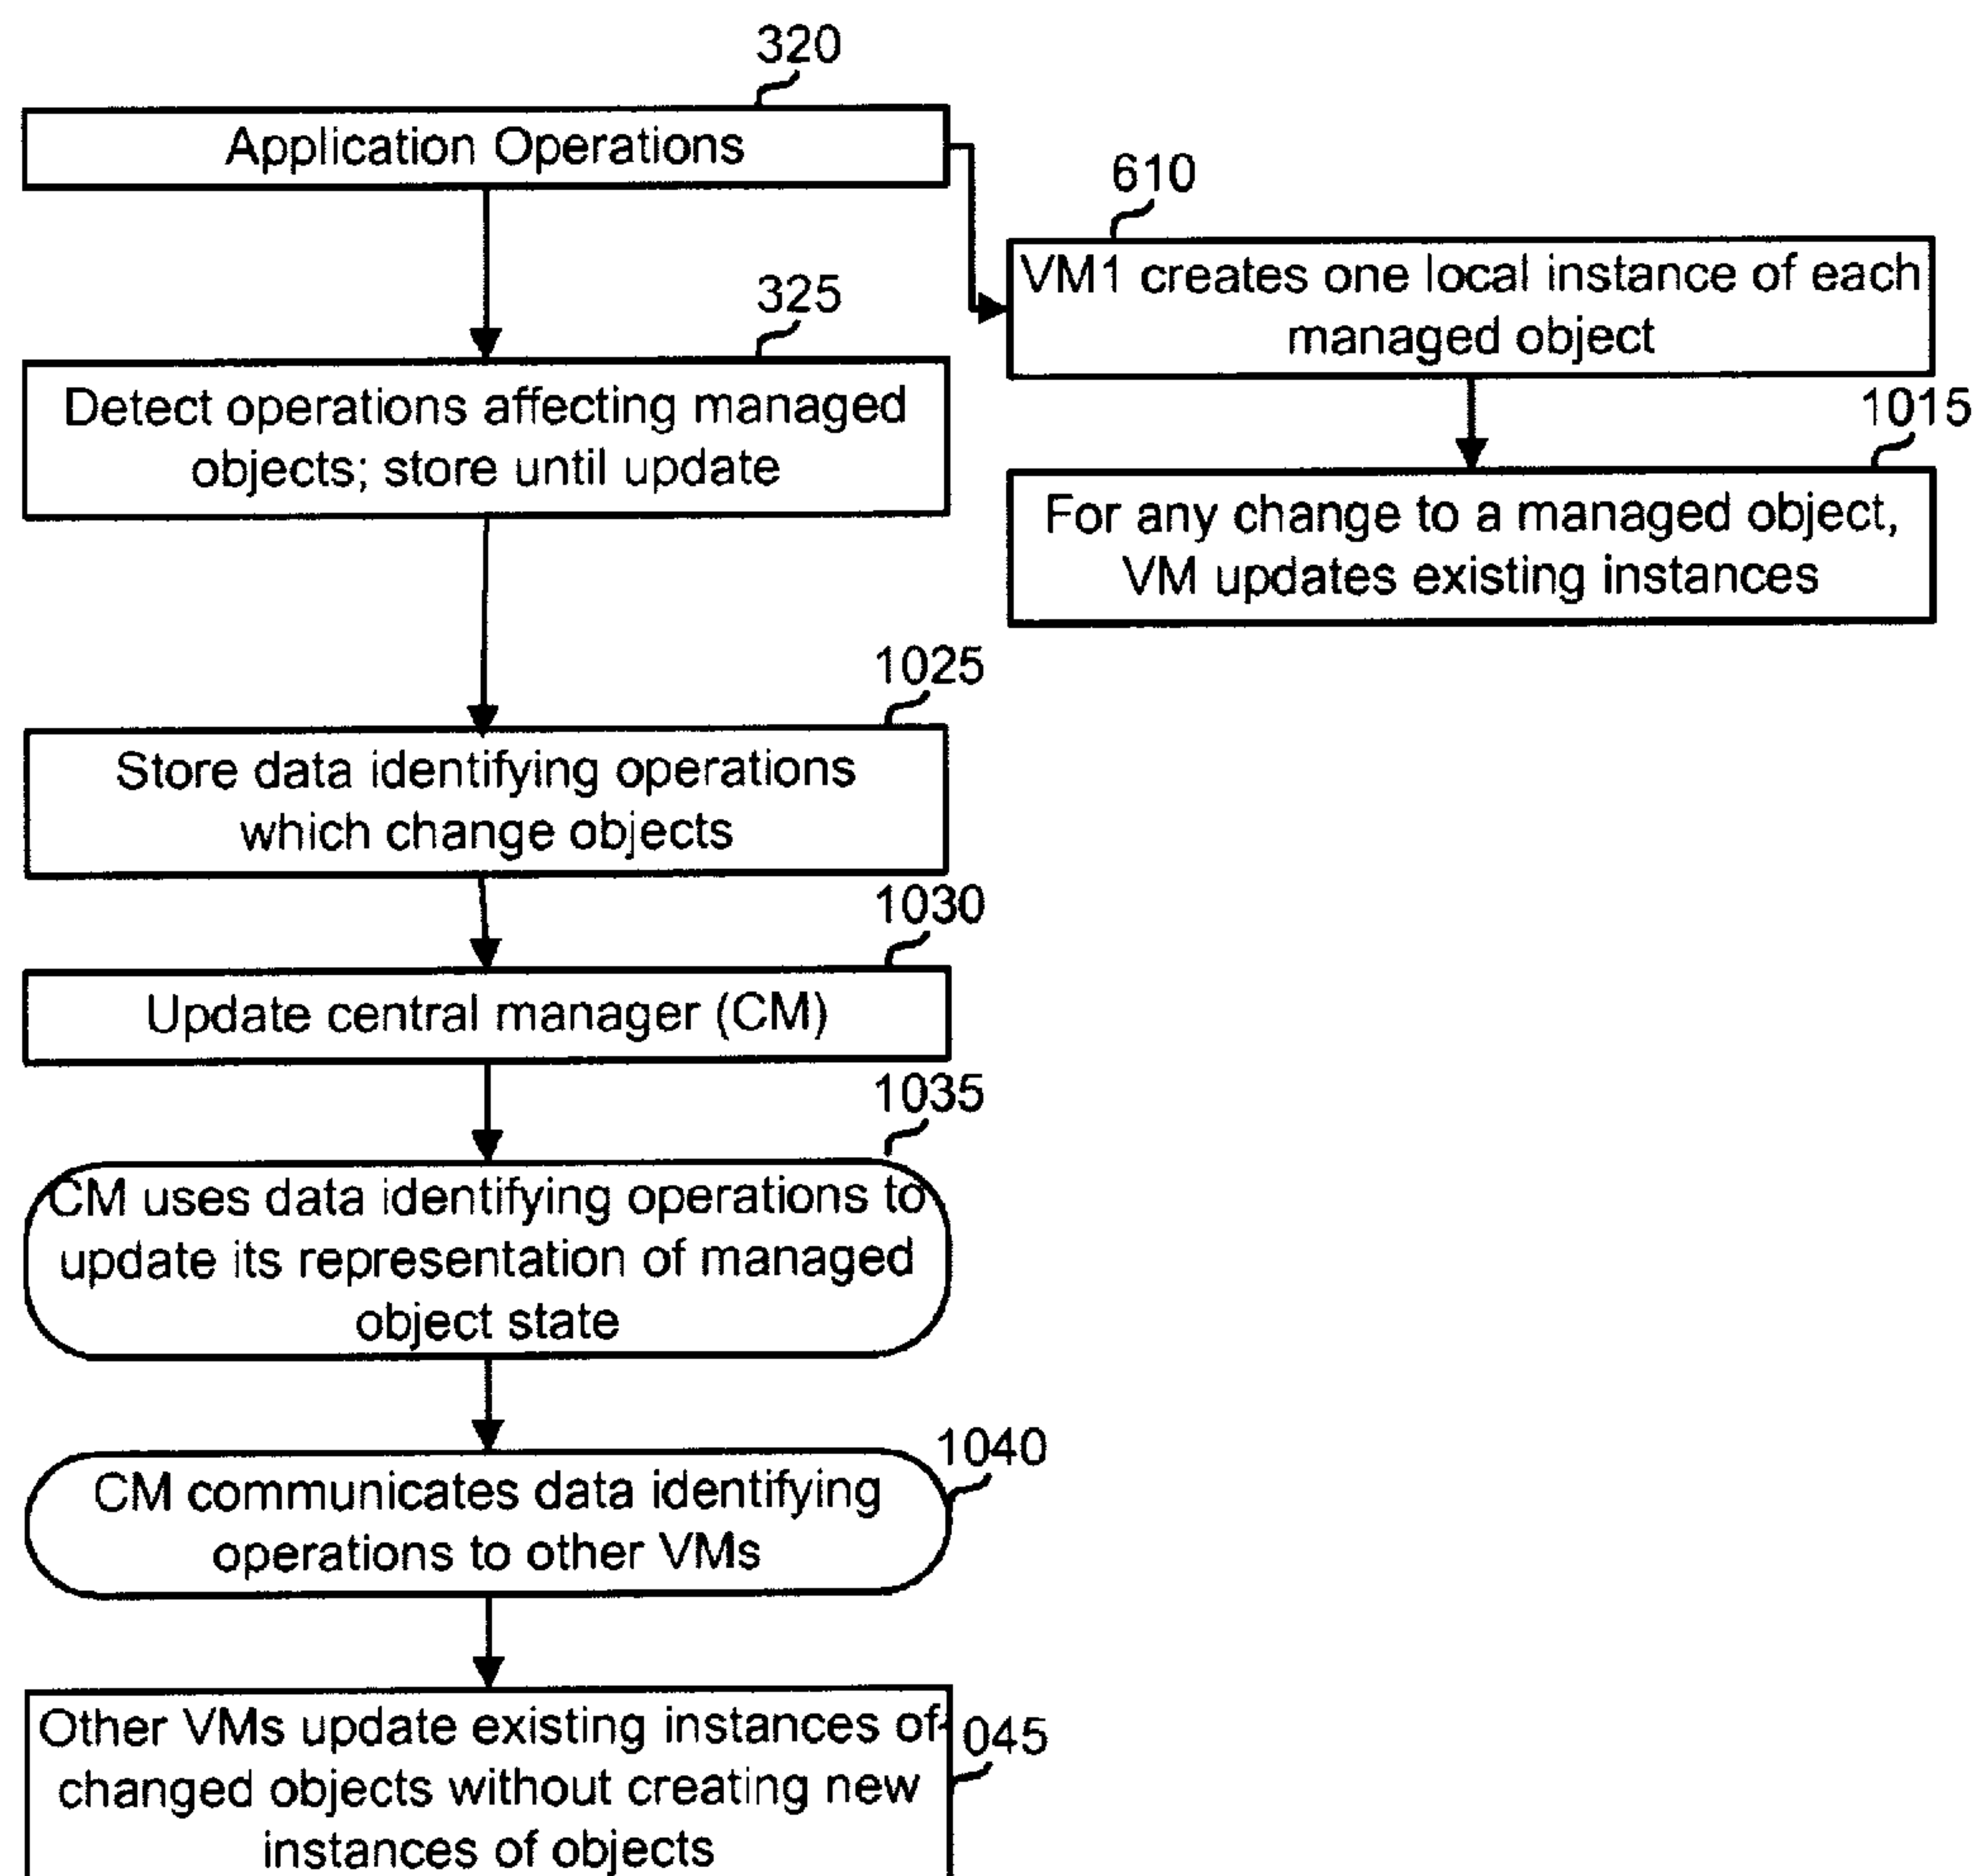 320
Application Operations
610
VM1 creates one local instance of each
managed object
325
Detect operations affecting managed
objects; store until update
1015
For any change to a managed object,
VM updates existing instances
1025
Store data identifying operations
which change objects
1030
Update central manager (CM)
1035
CM uses data identifying operations to
update its representation of managed
object state
1040
CM communicates data identifying
operations to other VMs
045
Other VMs update existing instances of
changed objects without creating new
instances of objects